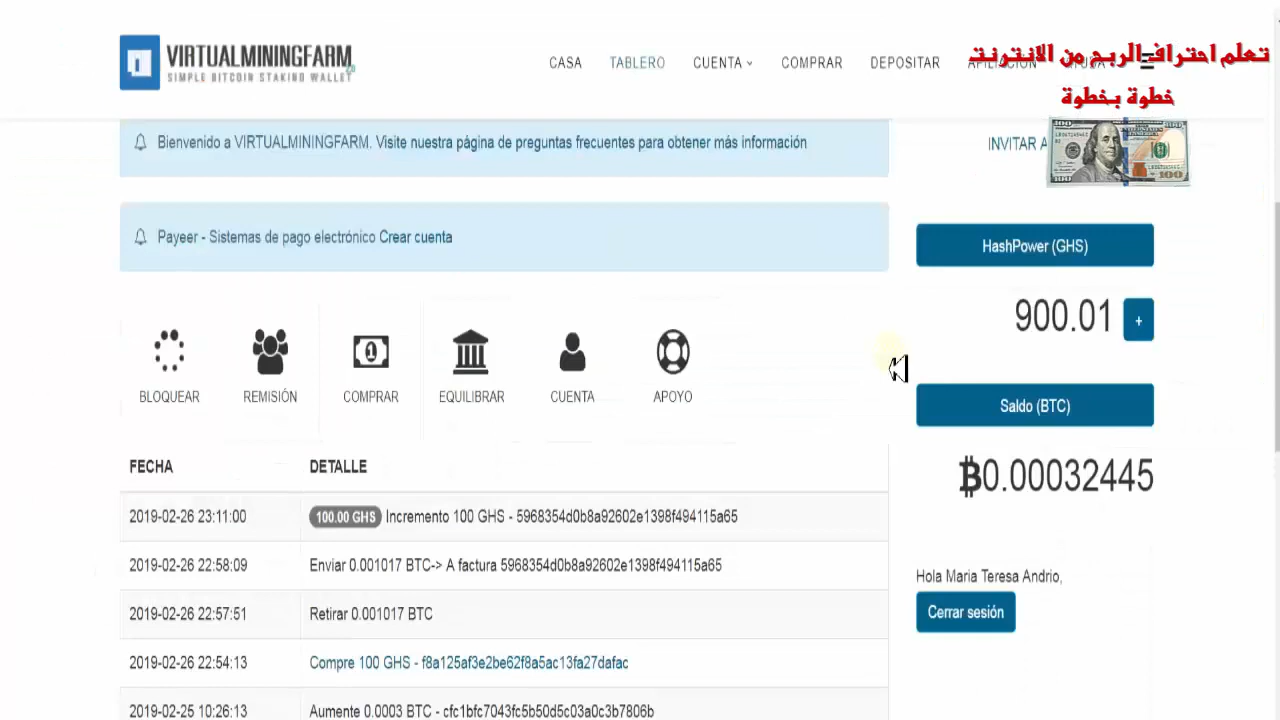 VIRTUALMININGFARM
SIMPLE BITCOIN STAKING WALLET
CASA TABLERO CUENTA COMPRAR DEPOSITAR
تعلم احتراف الربح من الانترنت
خطوة بخطوة
Bienvenido a VIRTUALMININGFARM. Visite nuestra página de preguntas frecuentes para obtener más información
INVITAR A
Payeer - Sistemas de pago electrónico Crear cuenta
HashPower (GHS)
900.01 +
BLOQUEAR REMISIÓN COMPRAR EQUILIBRAR CUENTA APOYO
Saldo (BTC)
₿0.00032445
FECHA DETALLE
2019-02-26 23:11:00 100.00 GHS Incremento 100 GHS - 5968354d0b8a92602e1398f494115a65
2019-02-26 22:58:09 Enviar 0.001017 BTC-> A factura 5968354d0b8a92602e1398f494115a65
2019-02-26 22:57:51 Retirar 0.001017 BTC
2019-02-26 22:54:13 Compre 100 GHS - f8a125af3e2be62f8a5ac13fa27dafac
2019-02-25 10:26:13 Aumente 0.0003 BTC - cfc1bfc7043fc5b50d5c03a0c3b7806b
Hola Maria Teresa Andrio,
Cerrar sesión